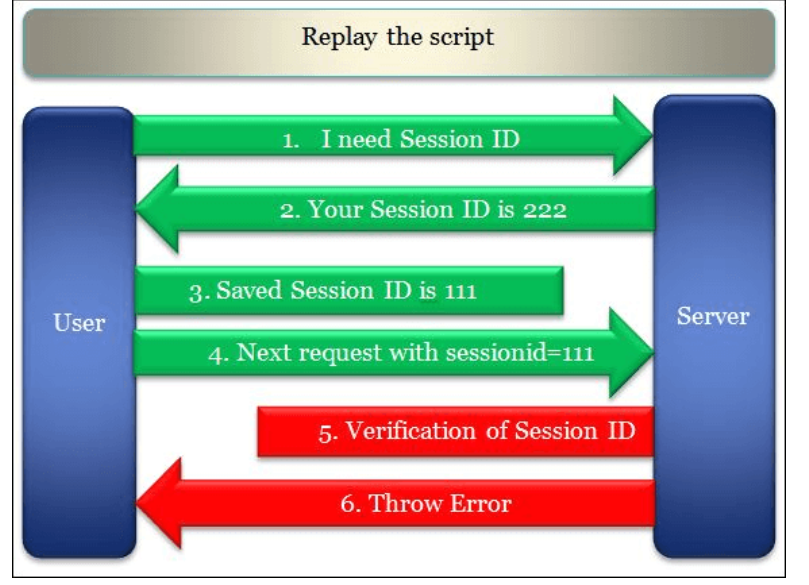 Replay the script
1. I need Session ID
2. Your Session ID is 222
3. Saved Session ID is 111
User
Server
4. Next request with sessionid=111
5. Verification of Session ID
6. Throw Error